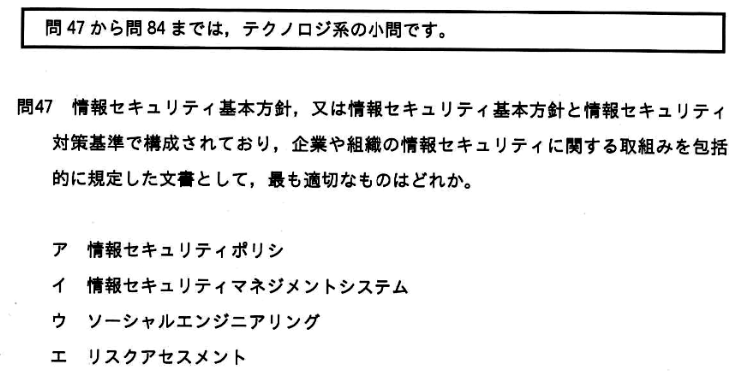 問 47 から問 84 までは，テクノロジ系の小問です。
問47　情報セキュリティ基本方針，又は情報セキュリティ基本方針と情報セキュリティ
対策基準で構成されており，企業や組織の情報セキュリティに関する取組みを包括
的に規定した文書として，最も適切なものはどれか。
ア　情報セキュリティポリシ
イ　情報セキュリティマネジメントシステム
ウ　ソーシャルエンジニアリング
エ　リスクアセスメント